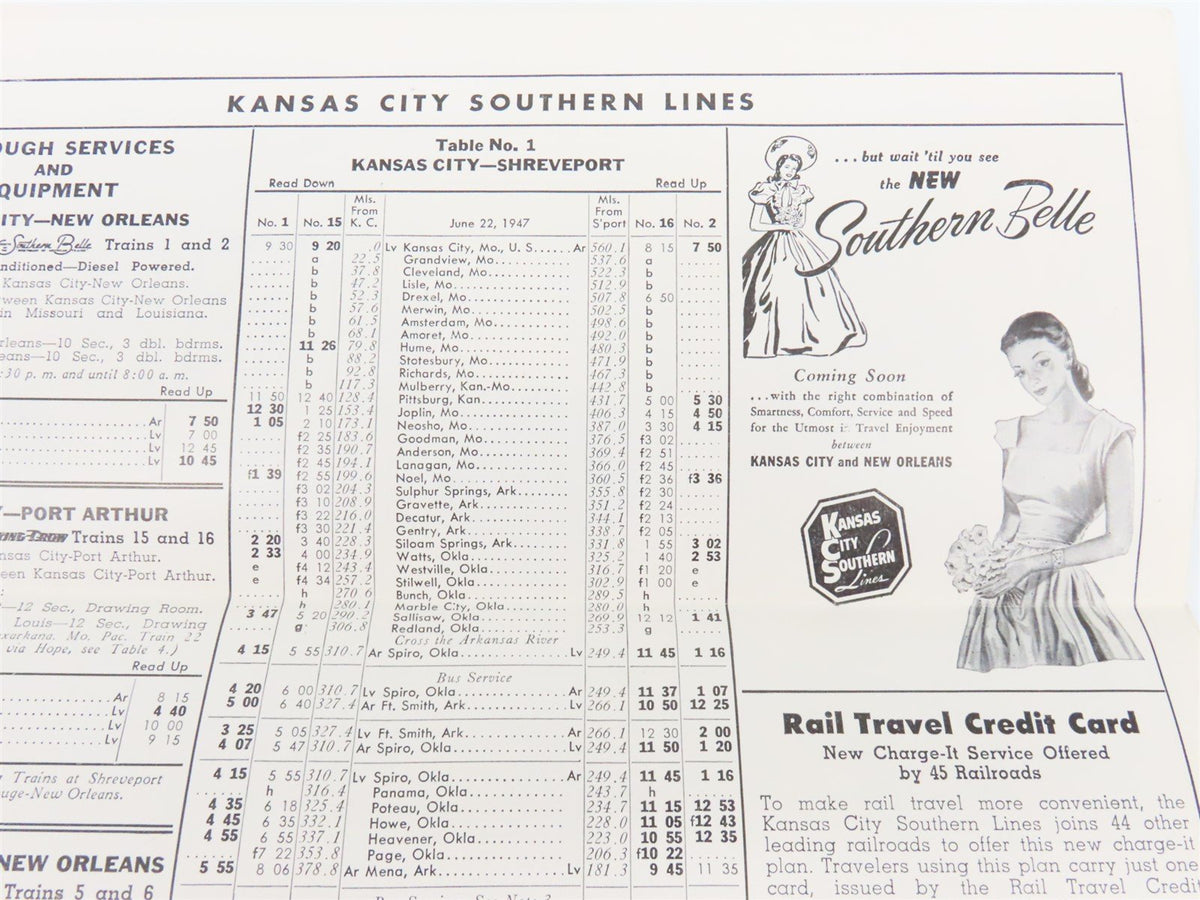 KANSAS CITY SOUTHERN LINES
OUGH SERVICES
AND
QUIPMENT
CITY—NEW ORLEANS
Southern Belle Trains 1 and 2
nditioned—Diesel Powered.
Kansas City-New Orleans.
ween Kansas City-New Orleans
in Missouri and Louisiana.
rleans—10 Sec., 3 dbl. bdrms.
eans—10 Sec., 3 dbl. bdrms.
:30 p. m. and until 8:00 a. m.
Read Up
Ar 7 50
Lv 7 00
Lv 12 45
Lv 10 45
Y—PORT ARTHUR
Trains 15 and 16
nsas City-Port Arthur.
een Kansas City-Port Arthur.
:
—12 Sec., Drawing Room.
Louis—12 Sec., Drawing
exarkana. Mo. Pac. Train 22
via Hope, see Table 4.)
Read Up
Ar 8 15
Lv 4 40
Lv 10 00
Lv 9 15
Trains at Shreveport
uge-New Orleans.
NEW ORLEANS
Trains 5 and 6
Table No. 1
KANSAS CITY—SHREVEPORT
Read Down Read Up
No. 1 No. 15 Mls. From K. C. June 22, 1947 Mls. From S'port No. 16 No. 2
9 30 9 20 .0 Lv Kansas City, Mo., U. S. Ar 560.1 8 15 7 50
...... a 22.5 Grandview, Mo. 537.6 a ......
...... b 37.8 Cleveland, Mo. 522.3 b ......
...... b 47.2 Lisle, Mo. 512.9 b ......
...... b 52.3 Drexel, Mo. 507.8 6 50 ......
...... b 57.6 Merwin, Mo. 502.5 b ......
...... b 61.5 Amsterdam, Mo. 498.6 b ......
...... b 68.1 Amoret, Mo. 492.0 b ......
...... 11 26 79.8 Hume, Mo. 480.3 b ......
...... b 88.2 Stotesbury, Mo. 471.9 b ......
...... b 92.8 Richards, Mo. 467.3 b ......
...... b 117.3 Mulberry, Kan.-Mo. 442.8 b ......
11 50 12 40 128.4 Pittsburg, Kan. 431.7 5 00 5 30
12 30 1 25 153.4 Joplin, Mo. 406.3 4 15 4 50
1 05 2 10 173.1 Neosho, Mo. 387.0 3 30 4 15
...... f2 25 183.6 Goodman, Mo. 376.5 f3 02 ......
...... f2 35 190.7 Anderson, Mo. 369.4 f2 51 ......
...... f2 45 194.1 Lanagan, Mo. 366.0 f2 45 ......
f1 39 f2 55 199.6 Noel, Mo. 360.5 f2 36 f3 36
...... f3 02 204.3 Sulphur Springs, Ark. 355.8 f2 30 ......
...... f3 10 208.9 Gravette, Ark. 351.2 f2 24 ......
...... f3 22 216.0 Decatur, Ark. 344.1 f2 13 ......
...... f3 30 221.4 Gentry, Ark. 338.7 f2 05 ......
2 20 3 40 228.3 Siloam Springs, Ark. 331.8 1 55 3 02
2 33 4 00 234.9 Watts, Okla. 325.2 1 40 2 53
e f4 12 243.4 Westville, Okla. 316.7 f1 20 e
e f4 34 257.2 Stilwell, Okla. 302.9 f1 00 e
...... h 270 6 Bunch, Okla. 289.5 h ......
...... h 280.1 Marble City, Okla. 280.0 h ......
3 47 5 20 290.2 Sallisaw, Okla. 269.9 12 12 1 41
...... g 306.8 Redland, Okla. 253.3 g ......
Cross the Arkansas River
4 15 5 55 310.7 Ar Spiro, Okla. Lv 249.4 11 45 1 16
Bus Service
4 20 6 00 310.7 Lv Spiro, Okla. Ar 249.4 11 37 1 07
5 00 6 40 327.4 Ar Ft. Smith, Ark. Lv 266.1 10 50 12 25
3 25 5 05 327.4 Lv Ft. Smith, Ark. Ar 266.1 12 30 2 00
4 07 5 47 310.7 Ar Spiro, Okla. Lv 249.4 11 50 1 20
4 15 5 55 310.7 Lv Spiro, Okla. Ar 249.4 11 45 1 16
...... h 316.4 Panama, Okla. 243.7 h ......
4 35 6 18 325.4 Poteau, Okla. 234.7 11 15 12 53
4 45 6 35 332.1 Howe, Okla. 228.0 11 05 f12 43
4 55 6 55 337.1 Heavener, Okla. 223.0 10 55 12 35
...... f7 22 353.8 Page, Okla. 206.3 f10 22 ......
5 55 8 06 378.8 Ar Mena, Ark. Lv 181.3 9 45 11 35
...but wait 'til you see
the NEW
Southern Belle
Coming Soon
...with the right combination of
Smartness, Comfort, Service and Speed
for the Utmost in Travel Enjoyment
between
KANSAS CITY and NEW ORLEANS
KANSAS
CITY
SOUTHERN
Lines
Rail Travel Credit Card
New Charge-It Service Offered
by 45 Railroads
To make rail travel more convenient, the
Kansas City Southern Lines joins 44 other
leading railroads to offer this new charge-it
plan. Travelers using this plan carry just one
card, issued by the Rail Travel Credit